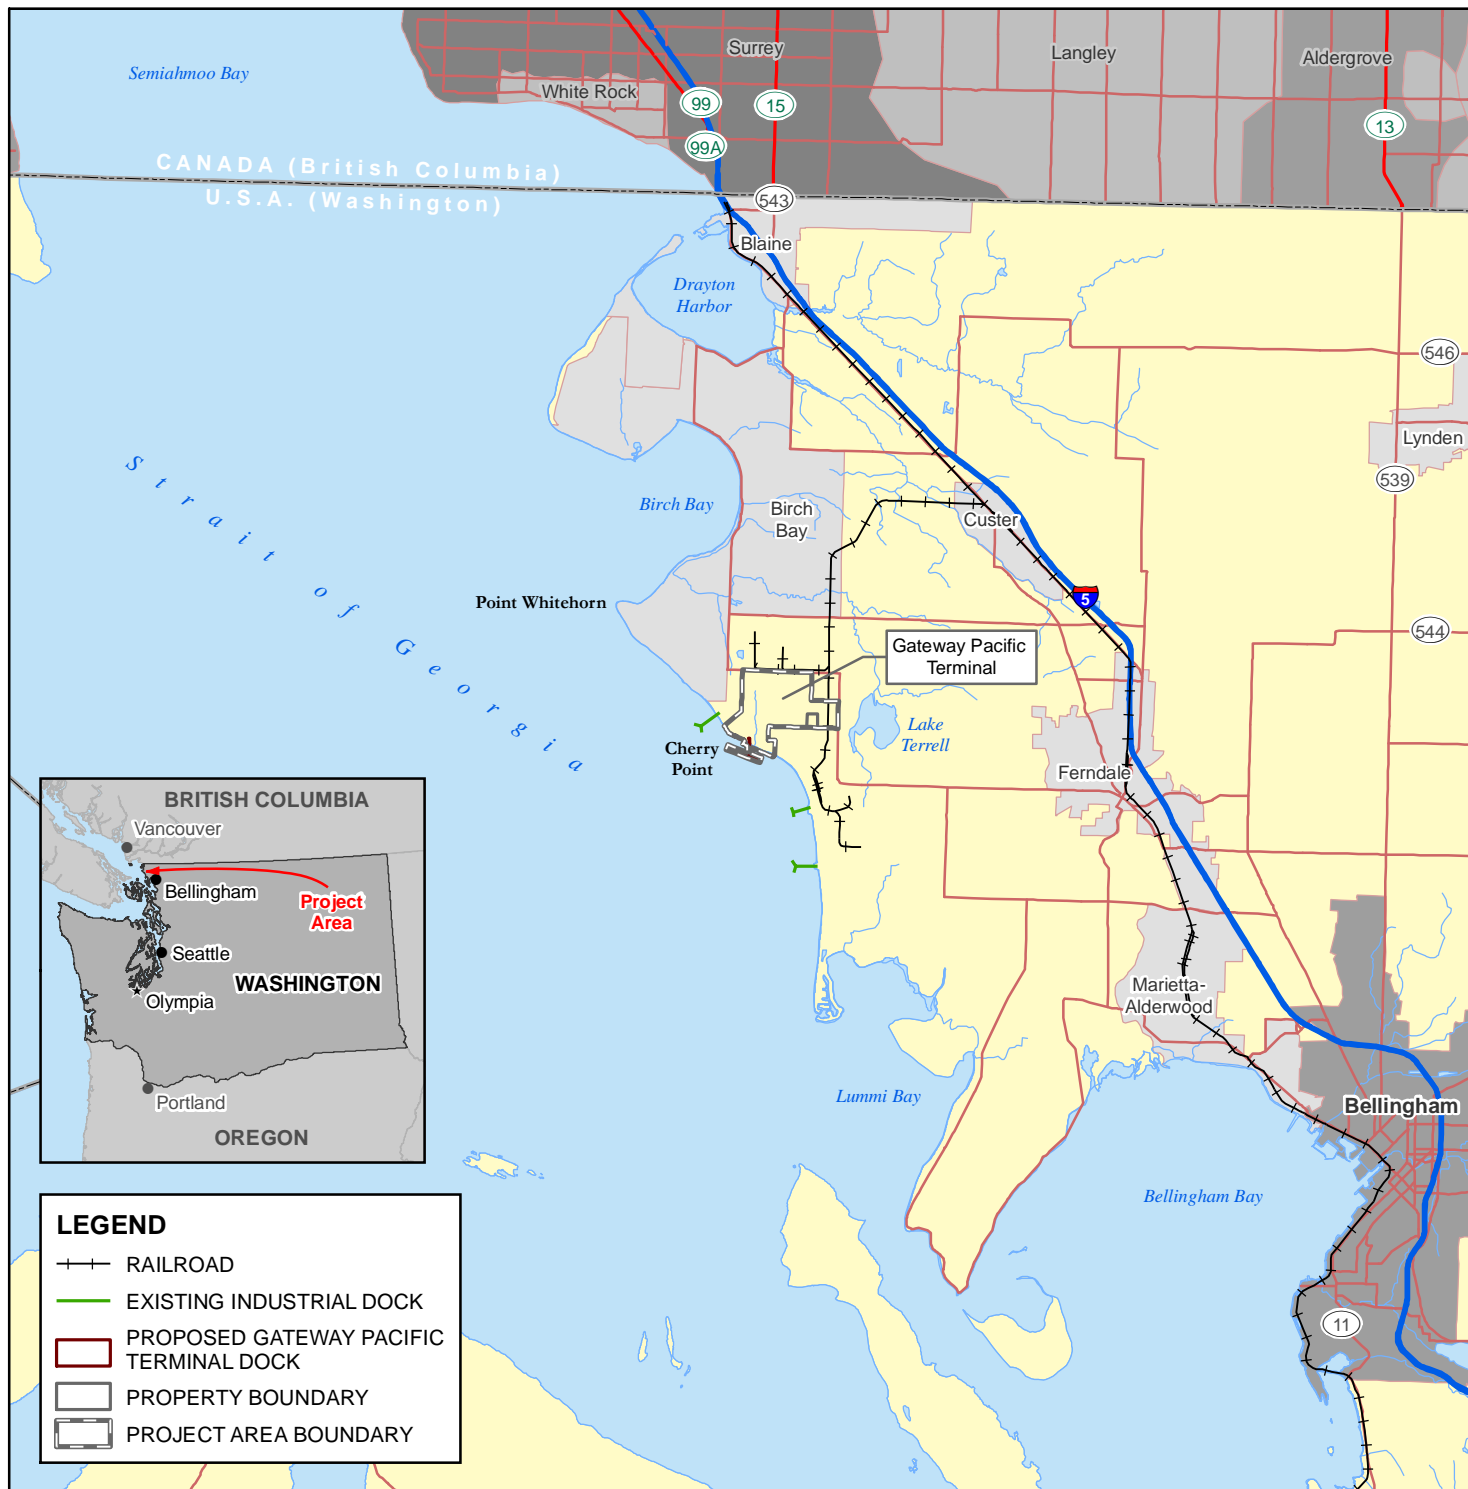 Semiahmoo Bay
Surrey
Langley
Aldergrove
White Rock
99
15
13
99A
CANADA (British Columbia)
U.S.A. (Washington)
543
Blaine
Drayton
Harbor
546
Lynden
539
Strait of Georgia
Birch Bay
Birch
Bay
Custer
Point Whitehorn
5
544
Gateway Pacific
Terminal
Lake
Terrell
Cherry
Point
Ferndale
BRITISH COLUMBIA
Vancouver
Bellingham
Project
Area
Seattle
WASHINGTON
Olympia
Portland
OREGON
Marietta-
Alderwood
Lummi Bay
Bellingham
Bellingham Bay
11
LEGEND
RAILROAD
EXISTING INDUSTRIAL DOCK
PROPOSED GATEWAY PACIFIC
TERMINAL DOCK
PROPERTY BOUNDARY
PROJECT AREA BOUNDARY